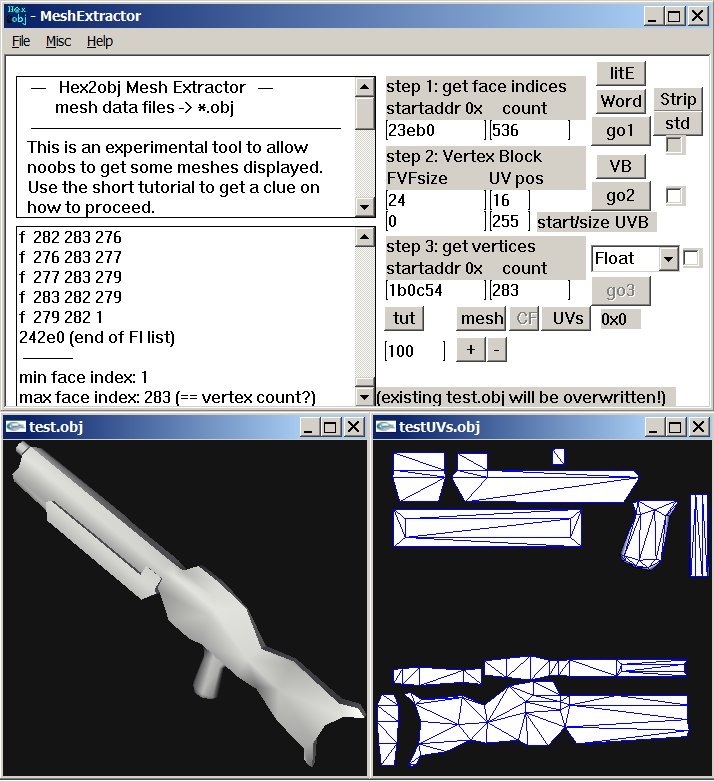 Hex
obj
- MeshExtractor
File Misc Help
— Hex2obj Mesh Extractor —
mesh data files -> *.obj
This is an experimental tool to allow
noobs to get some meshes displayed.
Use the short tutorial to get a clue on
how to proceed.
f 282 283 276
f 276 283 277
f 277 283 279
f 283 282 279
f 279 282 1
242e0 (end of FI list)
min face index: 1
max face index: 283 (== vertex count?)
step 1: get face indices
startaddr 0x count
23eb0 536
litE
Word
go1
Strip
std
step 2: Vertex Block
FVFsize UV pos
24 16
0 255 start/size UVB
VB
go2
step 3: get vertices
startaddr 0x count
1b0c54 283
Float
go3
tut mesh CF UVs 0x0
100 + -
(existing test.obj will be overwritten!)
test.obj
testUVs.obj